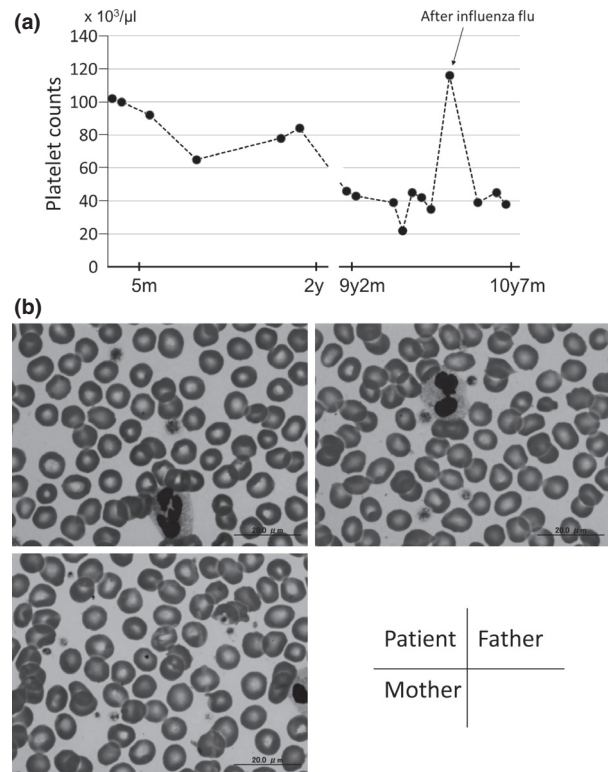 (a)
x 10³/µl
After influenza flu
140
120
100
80
60
40
20
0
Platelet counts
5m
2y
9y2m
10y7m
(b)
20.0 µm
20.0 µm
20.0 µm
Patient
Father
Mother